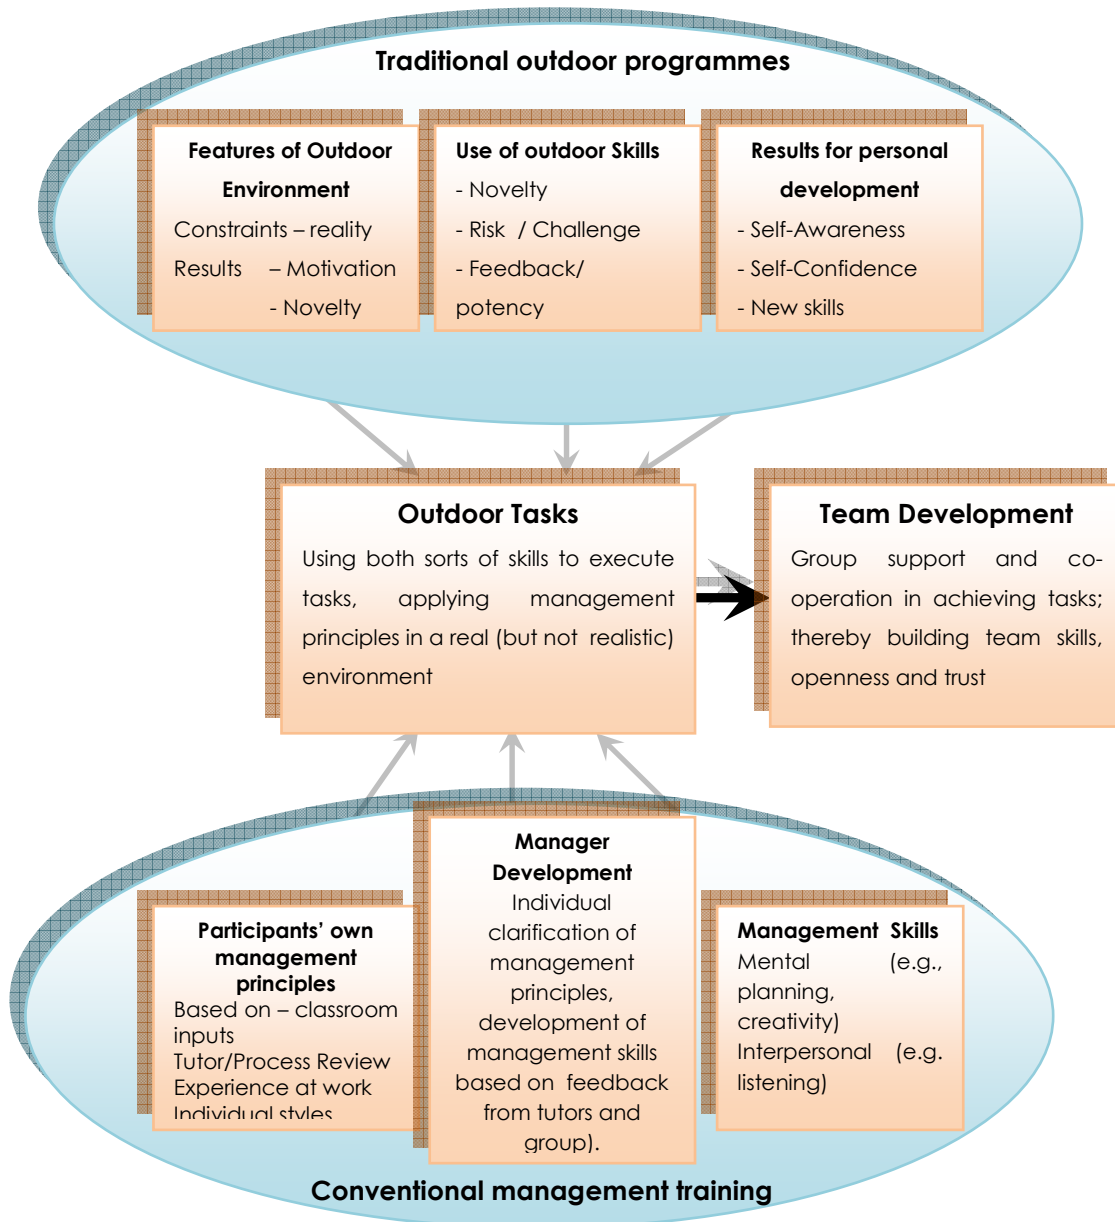 Traditional outdoor programmes
Features of Outdoor
Environment
Constraints – reality
Results – Motivation
- Novelty
Use of outdoor Skills
- Novelty
- Risk / Challenge
- Feedback/
potency
Results for personal
development
- Self-Awareness
- Self-Confidence
- New skills
Outdoor Tasks
Using both sorts of skills to execute
tasks, applying management
principles in a real (but not realistic)
environment
Team Development
Group support and co-
operation in achieving tasks;
thereby building team skills,
openness and trust
Participants’ own
management
principles
Based on – classroom
inputs
Tutor/Process Review
Experience at work
Individual styles
Manager
Development
Individual
clarification of
management
principles,
development of
management skills
based on feedback
from tutors and
group).
Management Skills
Mental (e.g.,
planning,
creativity)
Interpersonal (e.g.
listening)
Conventional management training